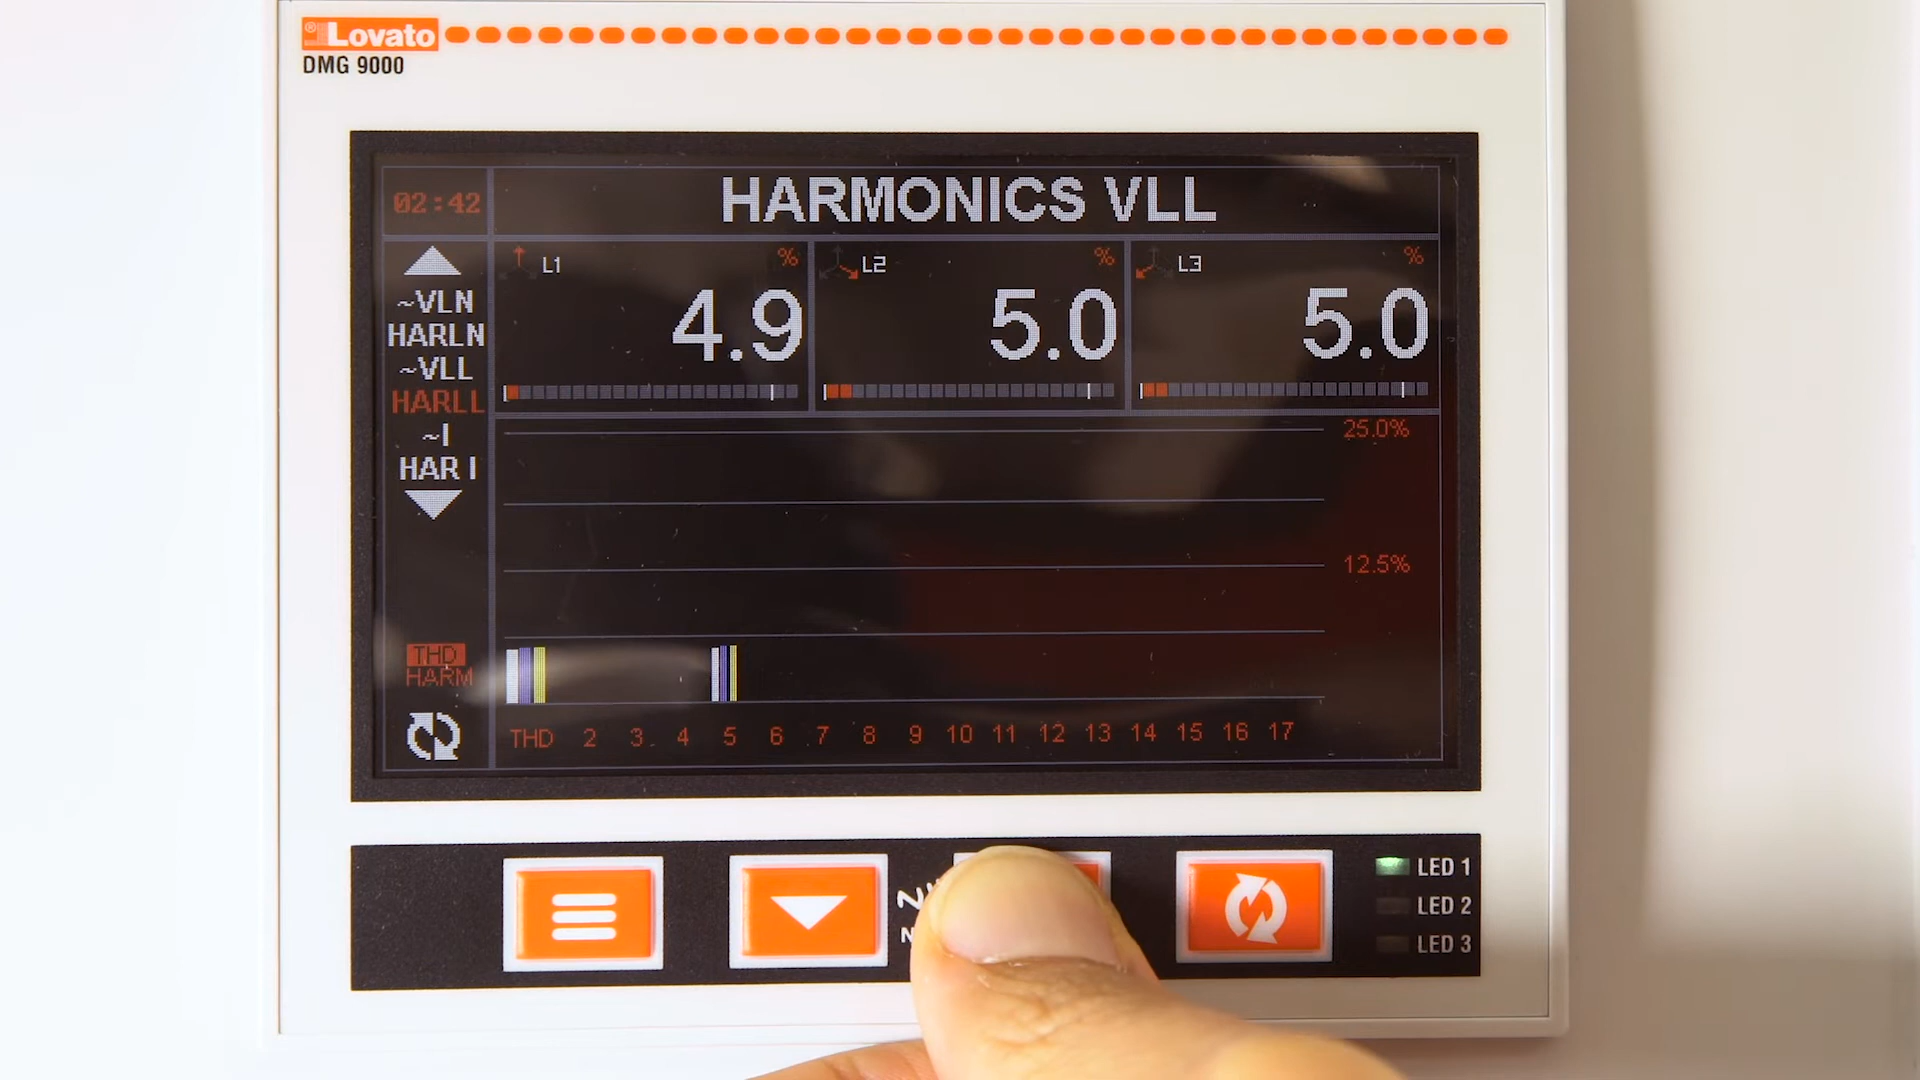 ®Lovato
DMG 9000
02:42
HARMONICS VLL
L1 %
4.9
L2 %
5.0
L3 %
5.0
~VLN
HARLN
~VLL
HARLL
~I
HAR I
25.0%
12.5%
THD
HARM
THD 2 3 4 5 6 7 8 9 10 11 12 13 14 15 16 17
LED 1
LED 2
LED 3